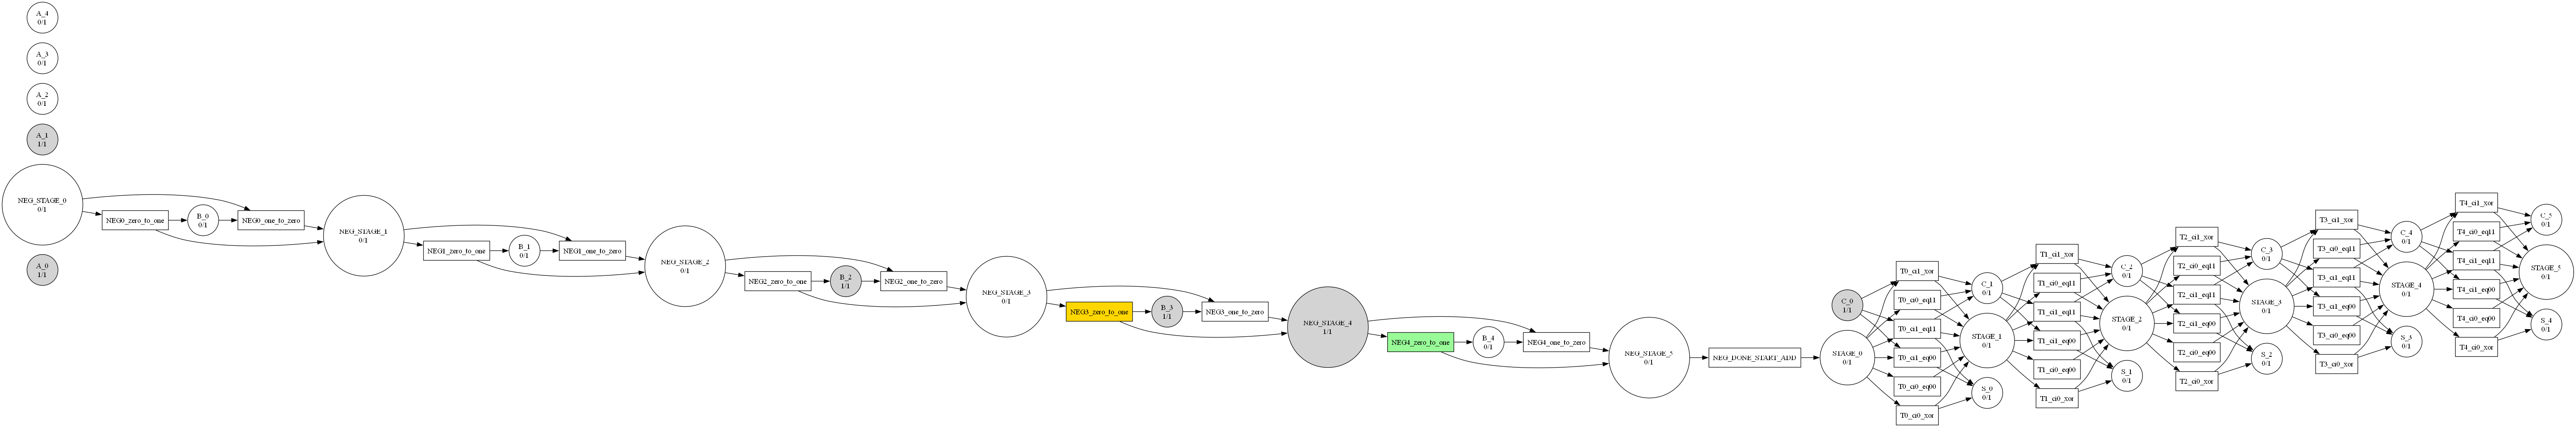 A_4
0/1
A_3
0/1
A_2
0/1
A_1
1/1
NEG_STAGE_0
0/1
A_0
1/1
NEG0_zero_to_one
B_0
0/1
NEG0_one_to_zero
NEG_STAGE_1
0/1
NEG1_zero_to_one
B_1
0/1
NEG1_one_to_zero
NEG_STAGE_2
0/1
NEG2_zero_to_one
B_2
1/1
NEG2_one_to_zero
NEG_STAGE_3
0/1
NEG3_zero_to_one
B_3
1/1
NEG3_one_to_zero
NEG_STAGE_4
1/1
NEG4_zero_to_one
B_4
0/1
NEG4_one_to_zero
NEG_STAGE_5
0/1
NEG_DONE_START_ADD
C_0
1/1
STAGE_0
0/1
T0_ci1_xor
T0_ci0_eq11
T0_ci1_eq11
T0_ci1_eq00
T0_ci0_eq00
T0_ci0_xor
C_1
0/1
STAGE_1
0/1
S_0
0/1
T1_ci1_xor
T1_ci0_eq11
T1_ci1_eq11
T1_ci1_eq00
T1_ci0_eq00
T1_ci0_xor
C_2
0/1
STAGE_2
0/1
S_1
0/1
T2_ci1_xor
T2_ci0_eq11
T2_ci1_eq11
T2_ci1_eq00
T2_ci0_eq00
T2_ci0_xor
C_3
0/1
STAGE_3
0/1
S_2
0/1
T3_ci1_xor
T3_ci0_eq11
T3_ci1_eq11
T3_ci1_eq00
T3_ci0_eq00
T3_ci0_xor
C_4
0/1
STAGE_4
0/1
S_3
0/1
T4_ci1_xor
T4_ci0_eq11
T4_ci1_eq11
T4_ci1_eq00
T4_ci0_eq00
T4_ci0_xor
C_5
0/1
STAGE_5
0/1
S_4
0/1